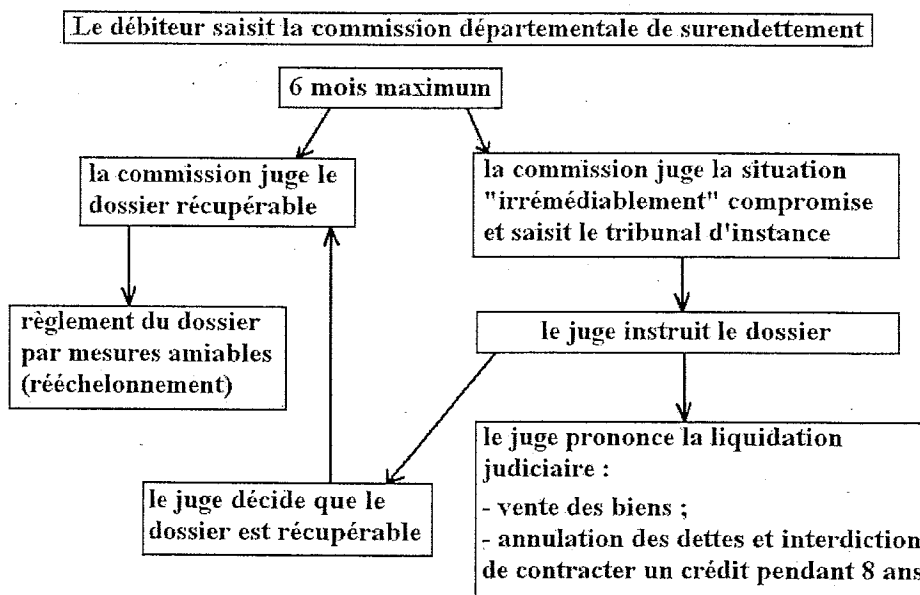 Le débiteur saisit la commission départementale de surendettement
6 mois maximum
la commission juge le
dossier récupérable
la commission juge la situation
"irrémédiablement" compromise
et saisit le tribunal d'instance
règlement du dossier
par mesures amiables
(rééchelonnement)
le juge instruit le dossier
le juge décide que le
dossier est récupérable
le juge prononce la liquidation
judiciaire :
- vente des biens ;
- annulation des dettes et interdiction
de contracter un crédit pendant 8 ans